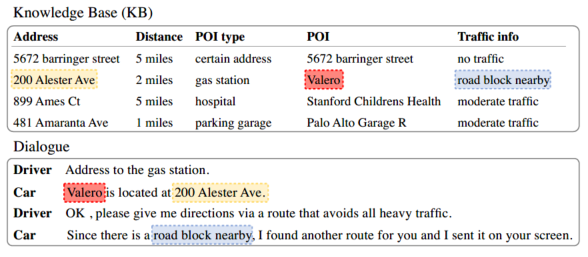 Knowledge Base (KB)
Address Distance POI type POI Traffic info
5672 barringer street 5 miles certain address 5672 barringer street no traffic
200 Alester Ave 2 miles gas station Valero road block nearby
899 Ames Ct 5 miles hospital Stanford Childrens Health moderate traffic
481 Amaranta Ave 1 miles parking garage Palo Alto Garage R moderate traffic
Dialogue
Driver Address to the gas station.
Car Valero is located at 200 Alester Ave.
Driver OK , please give me directions via a route that avoids all heavy traffic.
Car Since there is a road block nearby, I found another route for you and I sent it on your screen.